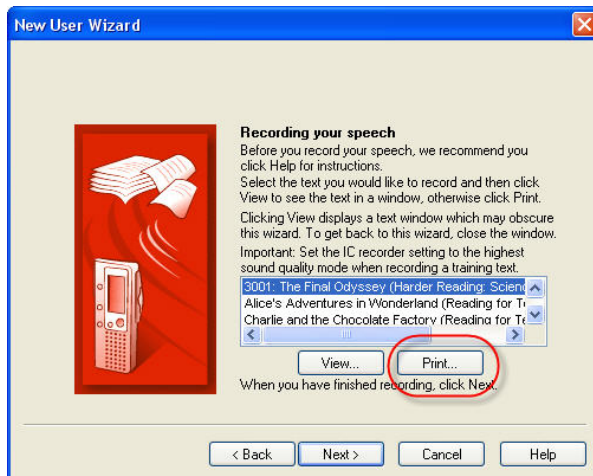 New User Wizard
Recording your speech
Before you record your speech, we recommend you
click Help for instructions.
Select the text you would like to record and then click
View to see the text in a window, otherwise click Print.
Clicking View displays a text window which may obscure
this wizard. To get back to this wizard, close the window.
Important: Set the IC recorder setting to the highest
sound quality mode when recording a training text.
3001: The Final Odyssey (Harder Reading: Scien
Alice's Adventures in Wonderland (Reading for T
Charlie and the Chocolate Factory (Reading for Te
View... Print...
When you have finished recording, click Next.
< Back Next > Cancel Help